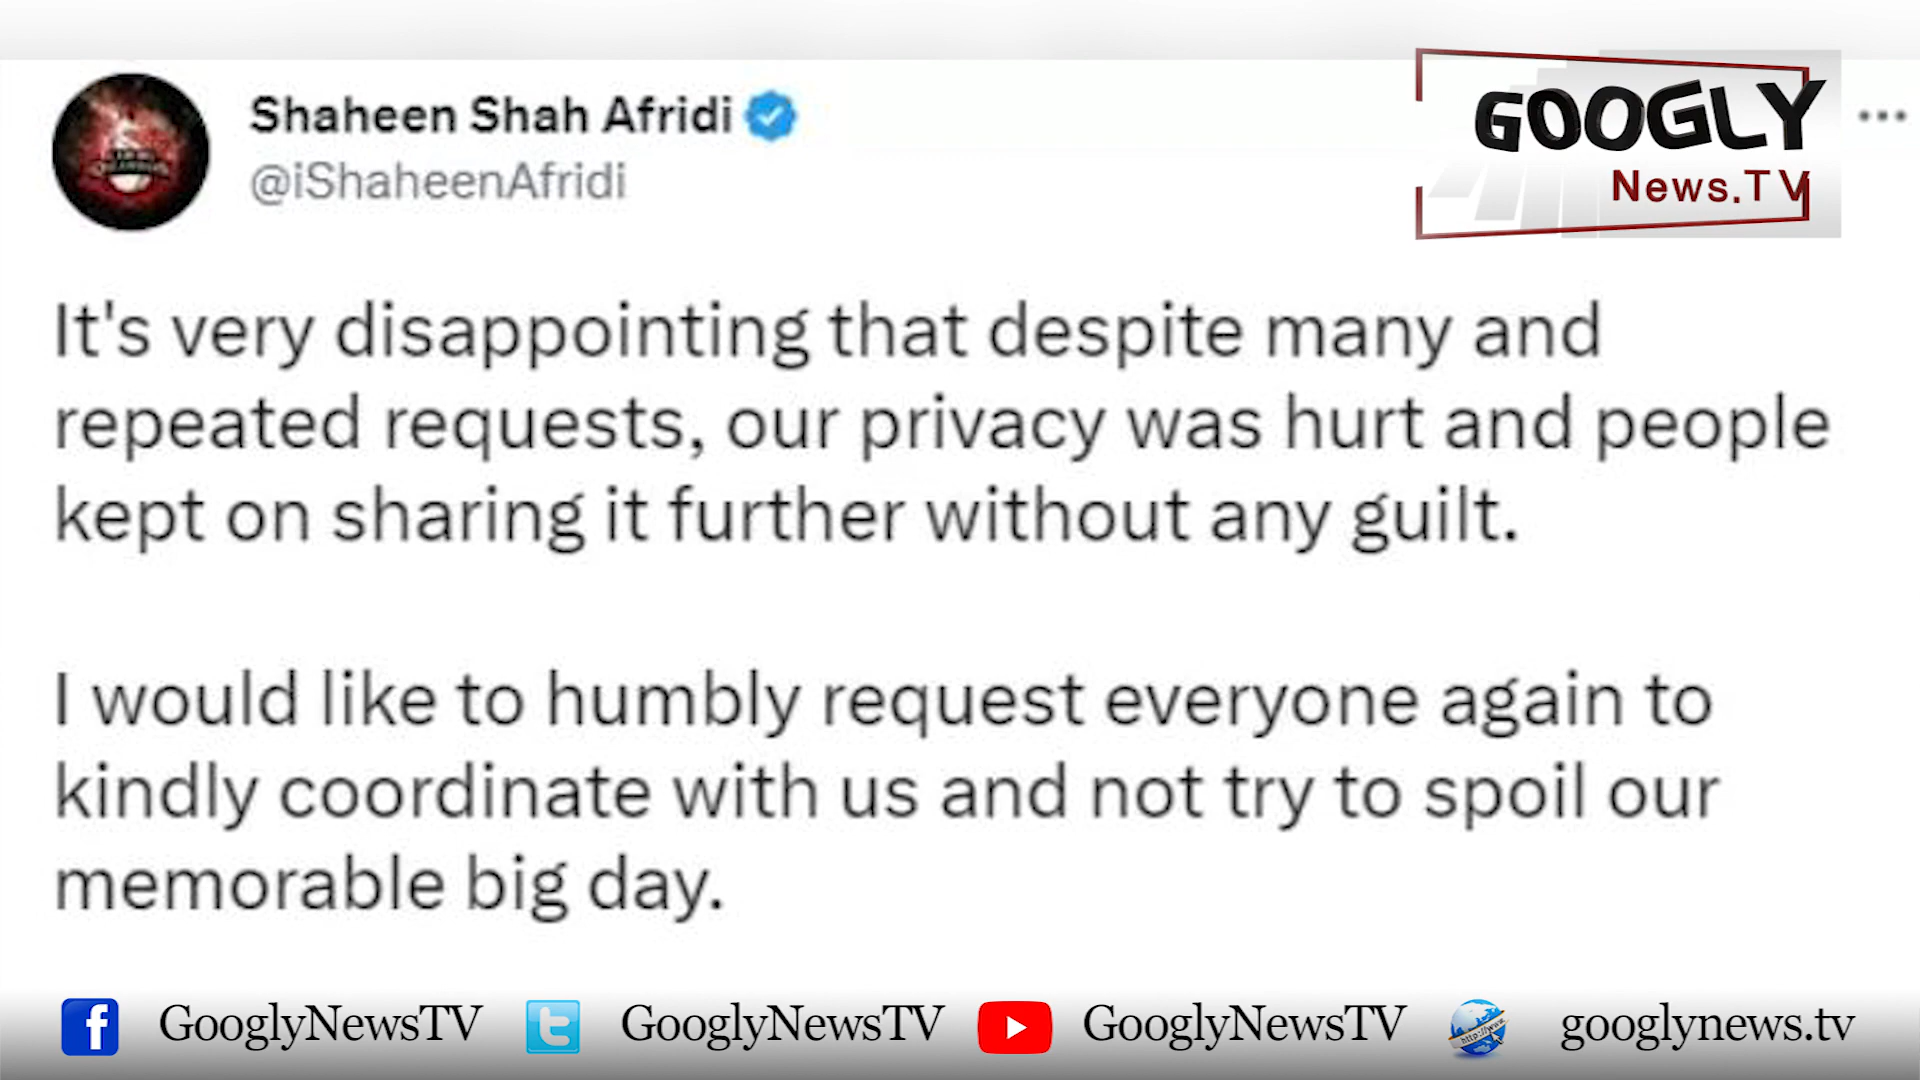 Shaheen Shah Afridi
@iShaheenAfridi
GOOGLY
News.TV
It's very disappointing that despite many and
repeated requests, our privacy was hurt and people
kept on sharing it further without any guilt.
I would like to humbly request everyone again to
kindly coordinate with us and not try to spoil our
memorable big day.
GooglyNewsTV GooglyNewsTV GooglyNewsTV googlynews.tv